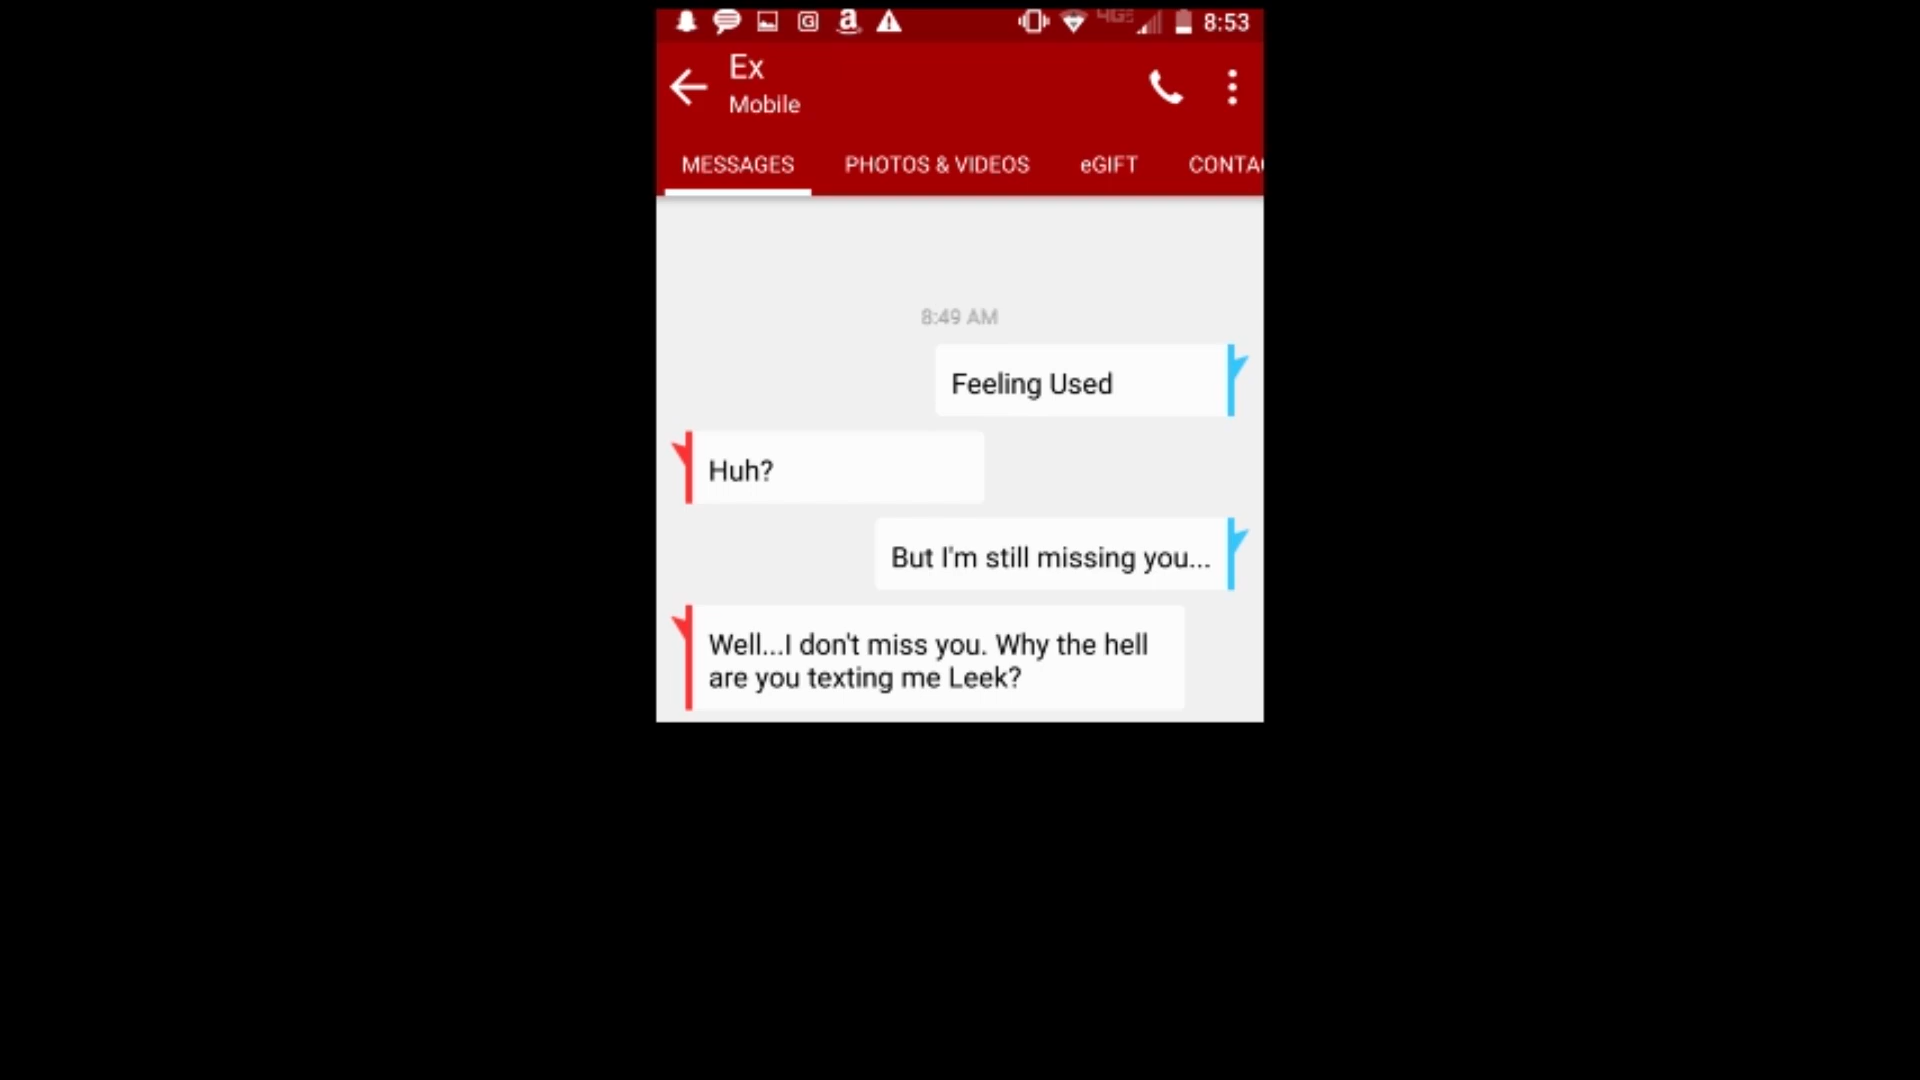 4G 8:53
Ex
Mobile
MESSAGES PHOTOS & VIDEOS eGIFT CONTA
8:49 AM
Feeling Used
Huh?
But I'm still missing you...
Well...I don't miss you. Why the hell
are you texting me Leek?